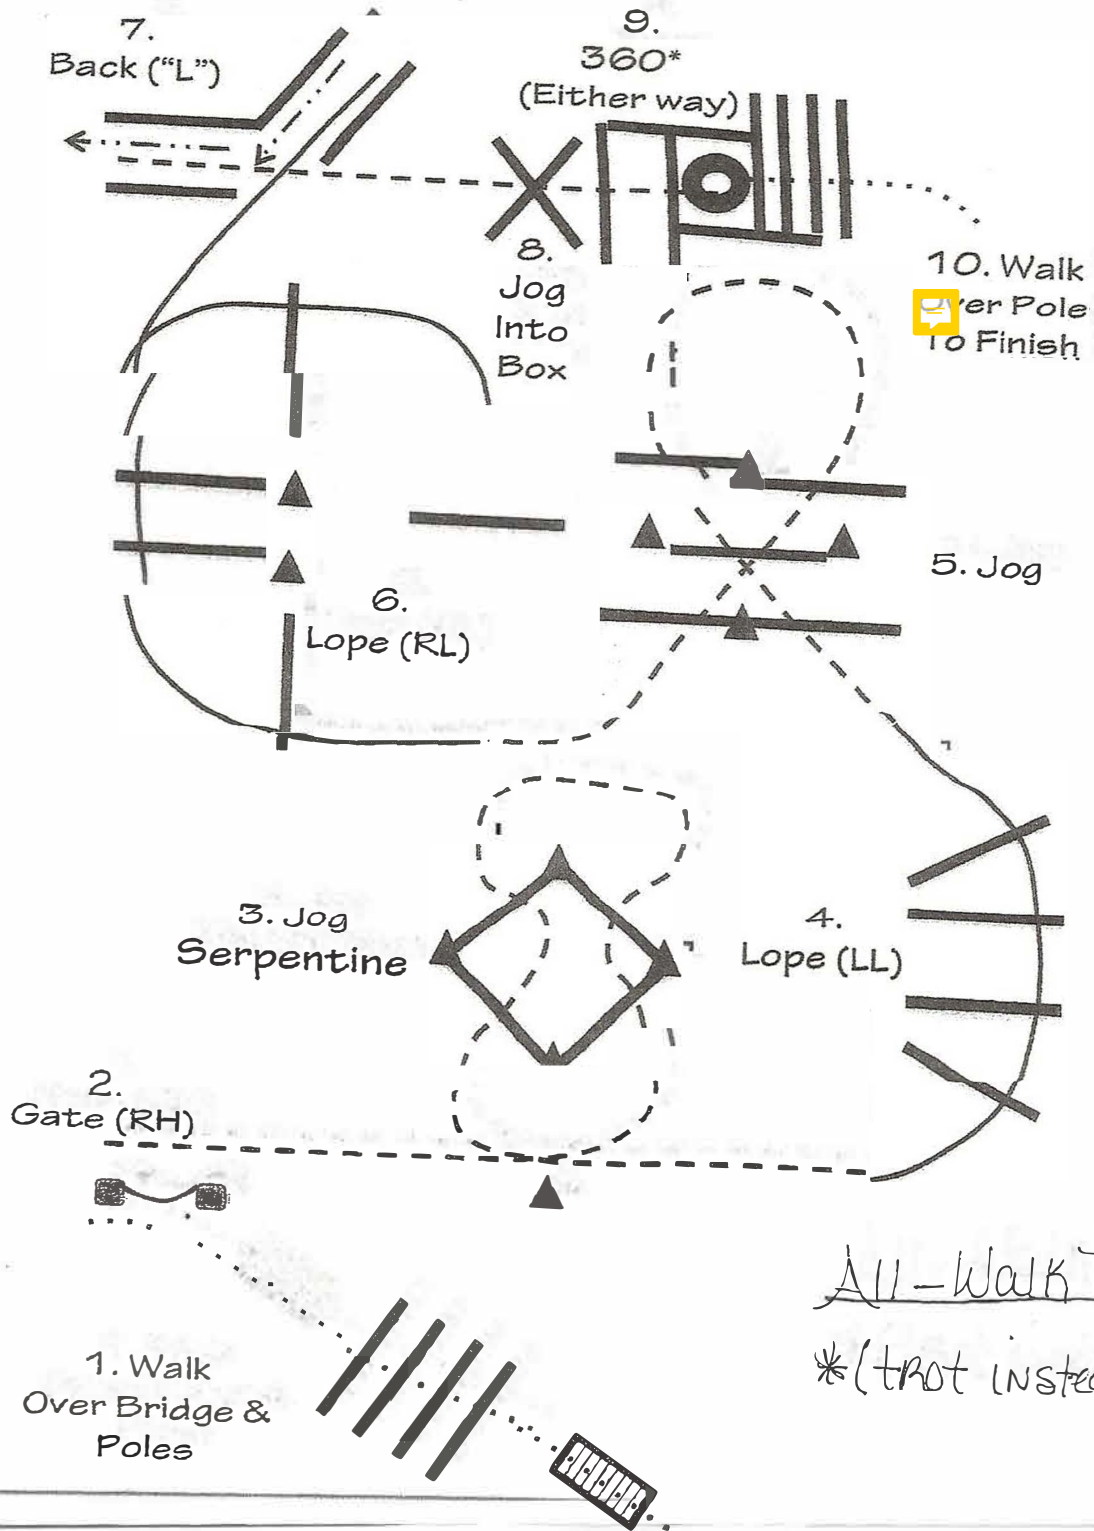 7.
Back ("L")
9.
360*
(Either way)
8.
Jog
Into
Box
10. Walk
Over Pole
To Finish
5. Jog
6.
Lope (RL)
3. Jog
Serpentine
4.
Lope (LL)
2.
Gate (RH)
1. Walk
Over Bridge &
Poles
All-Walk
*(trot